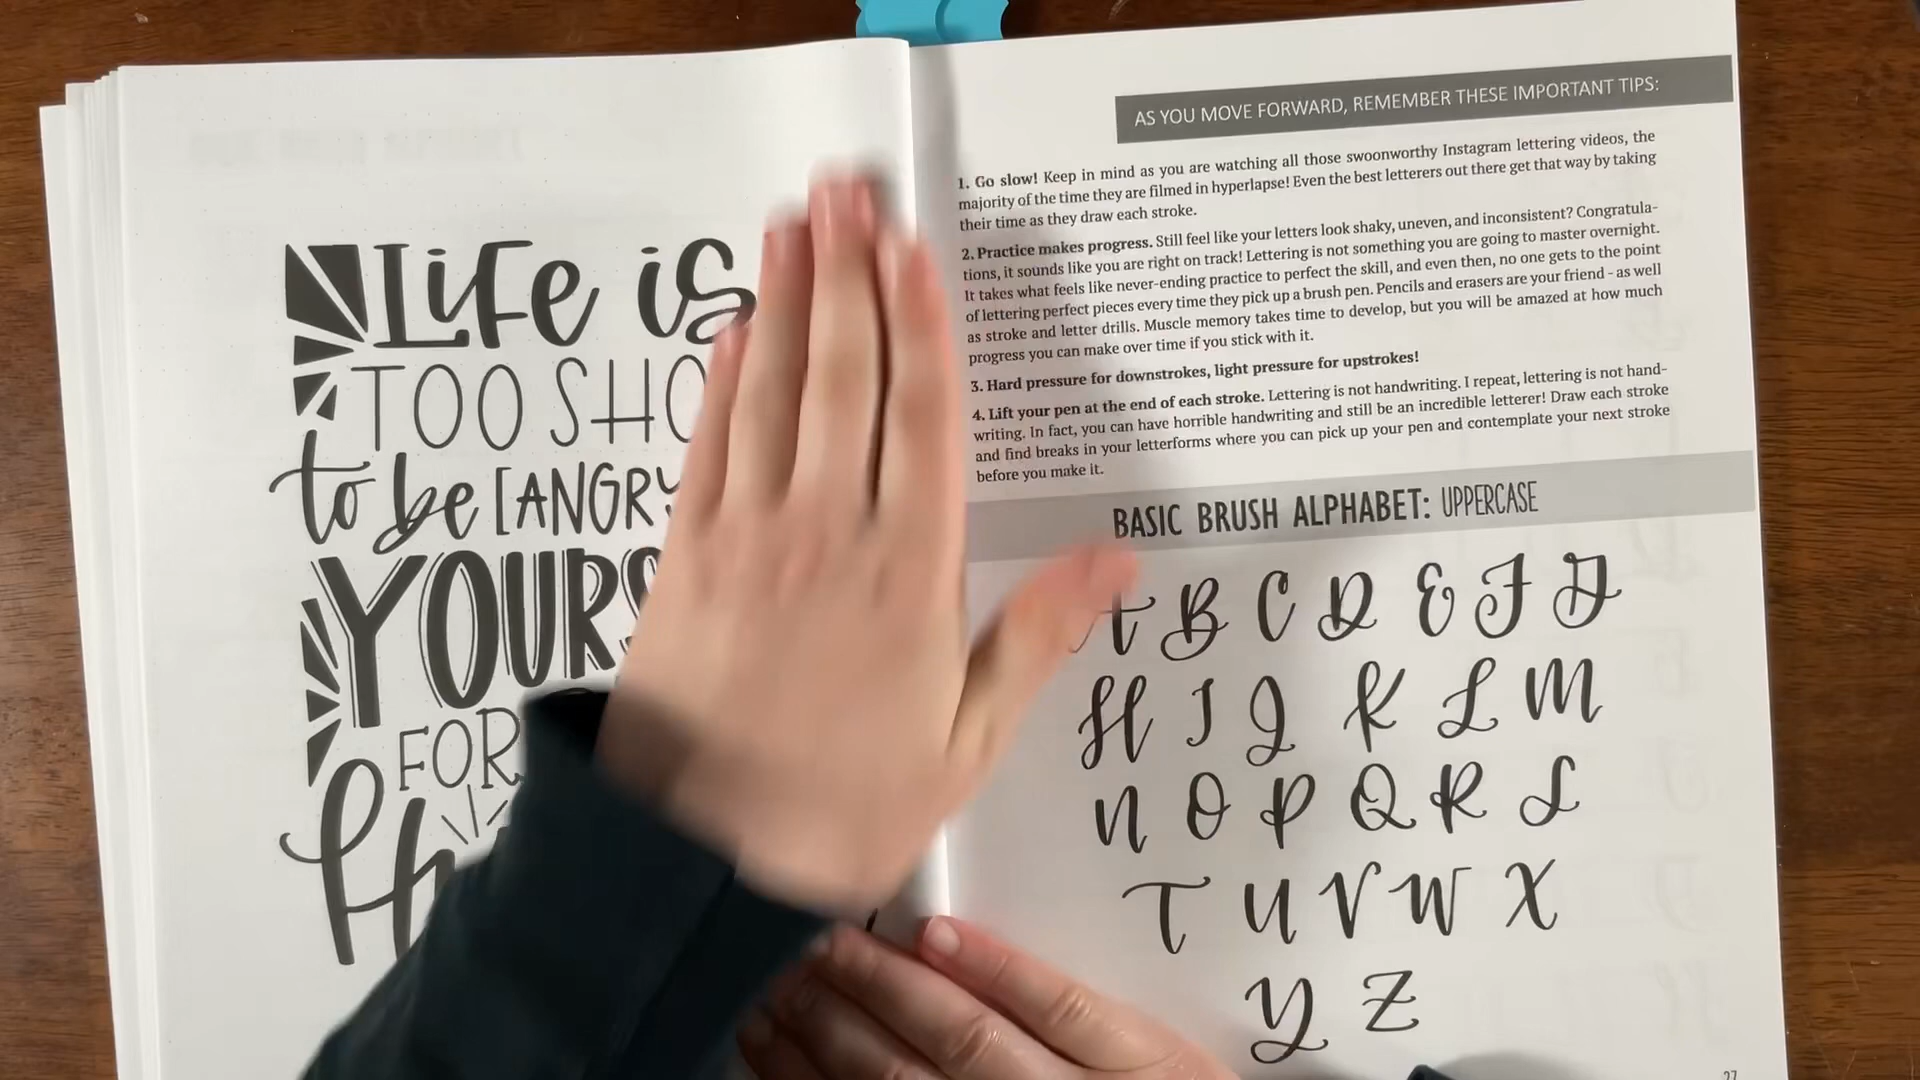 Life is
TOO
to be [ANGRY
FOR
AS YOU MOVE FORWARD, REMEMBER THESE IMPORTANT TIPS:
1. Go slow! Keep in mind as you are watching all those swoonworthy Instagram lettering videos, the
majority of the time they are filmed in hyperlapse! Even the best letterers out there get that way by taking
their time as they draw each stroke.
2. Practice makes progress. Still feel like your letters look shaky, uneven, and inconsistent? Congratula-
tions, it sounds like you are right on track! Lettering is not something you are going to master overnight.
It takes what feels like never-ending practice to perfect the skill, and even then, no one gets to the point
of lettering perfect pieces every time they pick up a brush pen. Pencils and erasers are your friend - as well
as stroke and letter drills. Muscle memory takes time to develop, but you will be amazed at how much
progress you can make over time if you stick with it.
3. Hard pressure for downstrokes, light pressure for upstrokes!
4. Lift your pen at the end of each stroke. Lettering is not handwriting. I repeat, lettering is not hand-
writing. In fact, you can have horrible handwriting and still be an incredible letterer! Draw each stroke
and find breaks in your letterforms where you can pick up your pen and contemplate your next stroke
before you make it.
BASIC BRUSH ALPHABET: UPPERCASE
A B C D E F G
H I J K L M
N O P Q R S
T U V W X
Y Z
27